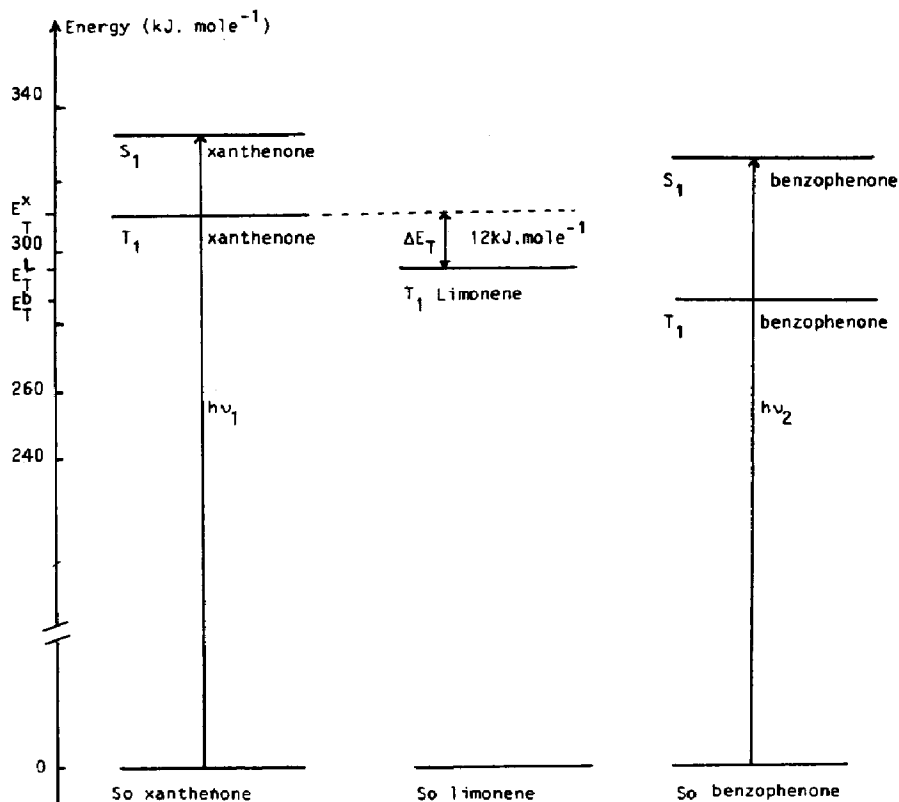 Energy (kJ. mole⁻¹)
340
S₁ xanthenone
S₁ benzophenone
E^x_T
T₁ xanthenone
ΔE_T 12kJ.mole⁻¹
300
E^L_T
T₁ Limonene
E^b_T
T₁ benzophenone
260
hν₁
hν₂
240
0
So xanthenone
So limonene
So benzophenone